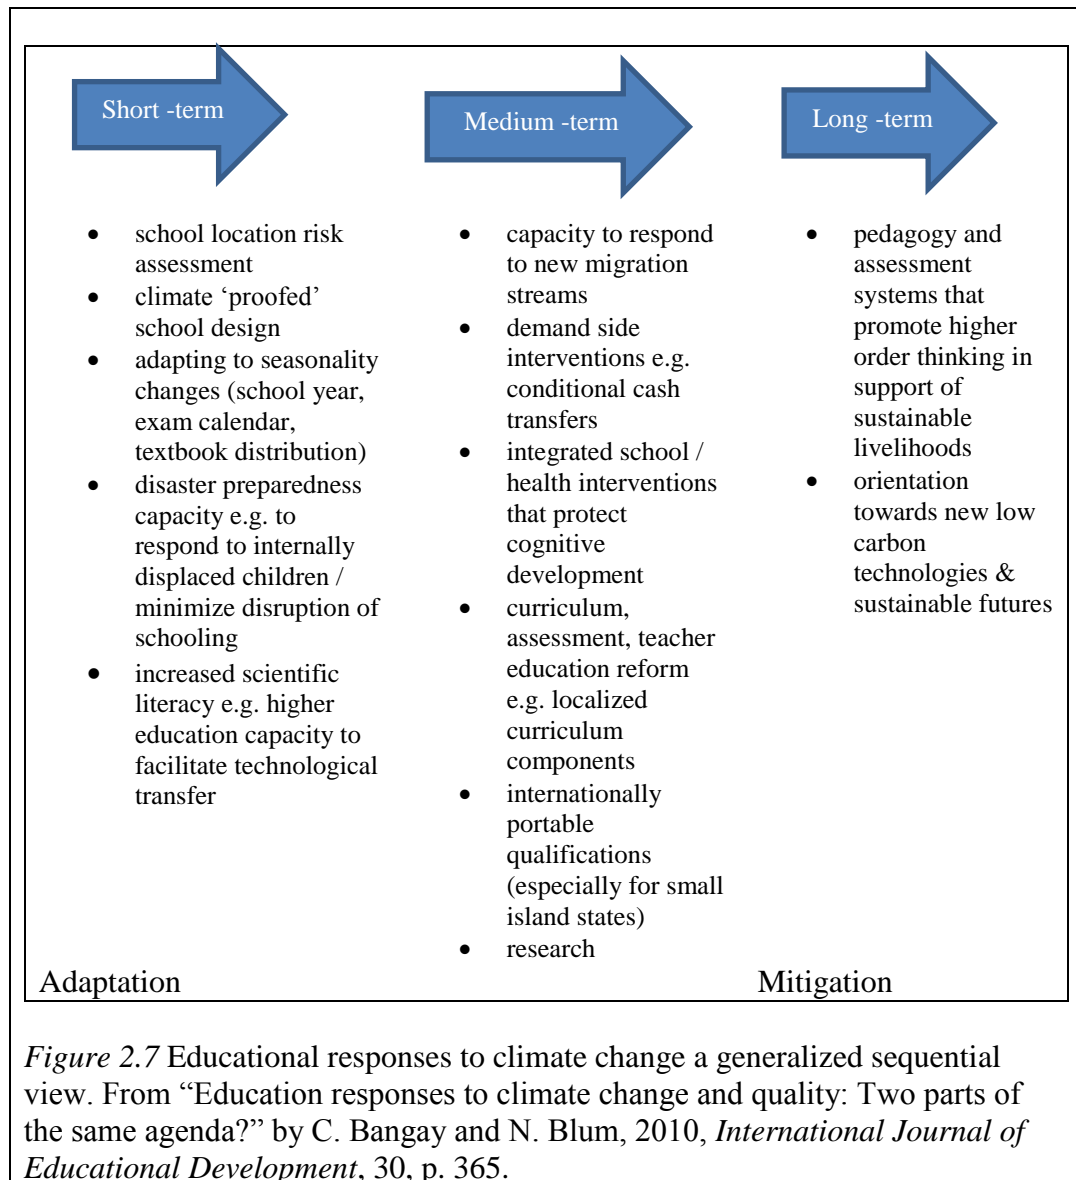 Short -term
Medium -term
Long -term
school location risk
assessment
climate ‘proofed’
school design
adapting to seasonality
changes (school year,
exam calendar,
textbook distribution)
disaster preparedness
capacity e.g. to
respond to internally
displaced children /
minimize disruption of
schooling
increased scientific
literacy e.g. higher
education capacity to
facilitate technological
transfer
capacity to respond
to new migration
streams
demand side
interventions e.g.
conditional cash
transfers
integrated school /
health interventions
that protect
cognitive
development
curriculum,
assessment, teacher
education reform
e.g. localized
curriculum
components
internationally
portable
qualifications
(especially for small
island states)
research
pedagogy and
assessment
systems that
promote higher
order thinking in
support of
sustainable
livelihoods
orientation
towards new low
carbon
technologies &
sustainable futures
Adaptation
Mitigation
Figure 2.7 Educational responses to climate change a generalized sequential
view. From “Education responses to climate change and quality: Two parts of
the same agenda?” by C. Bangay and N. Blum, 2010, International Journal of
Educational Development, 30, p. 365.